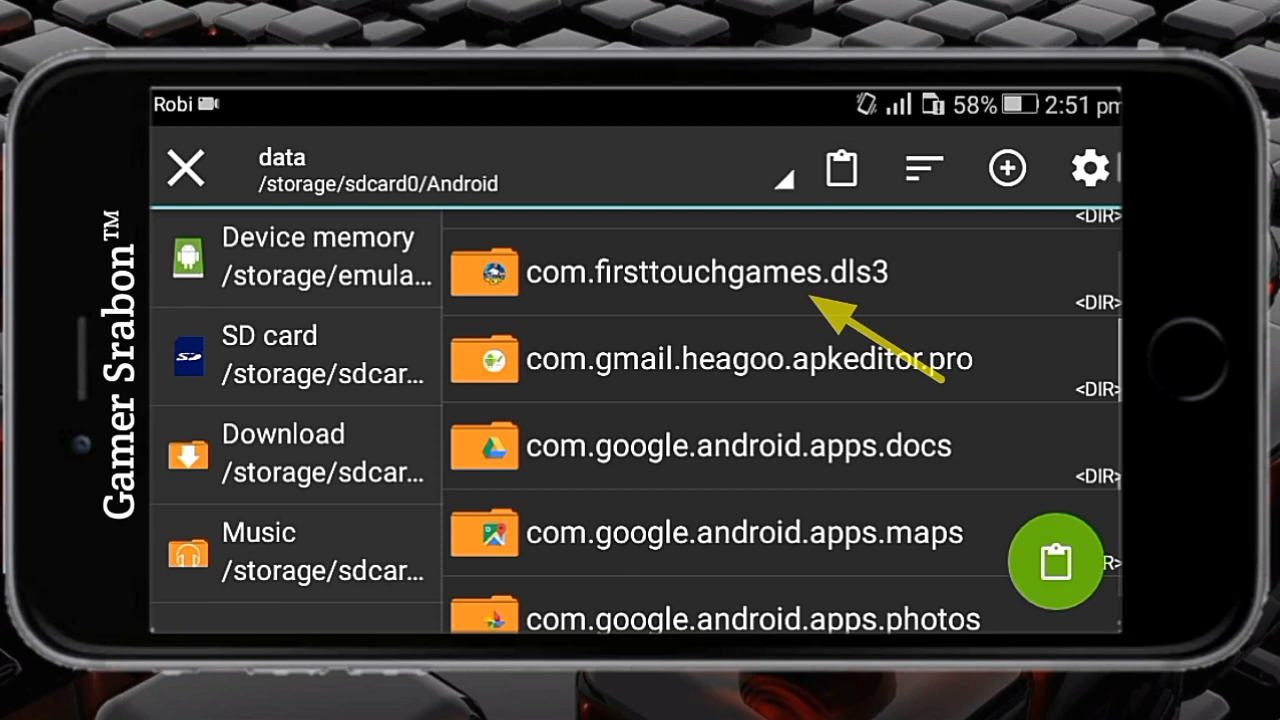 Gamer Srabon™
Robi
58%
2:51 pm
data
/storage/sdcard0/Android
<DIR>
Device memory
/storage/emula...
SD card
/storage/sdcar...
Download
/storage/sdcar...
Music
/storage/sdcar...
com.firsttouchgames.dls3
<DIR>
com.gmail.heagoo.apkeditor.pro
<DIR>
com.google.android.apps.docs
<DIR>
com.google.android.apps.maps
R>
com.google.android.apps.photos